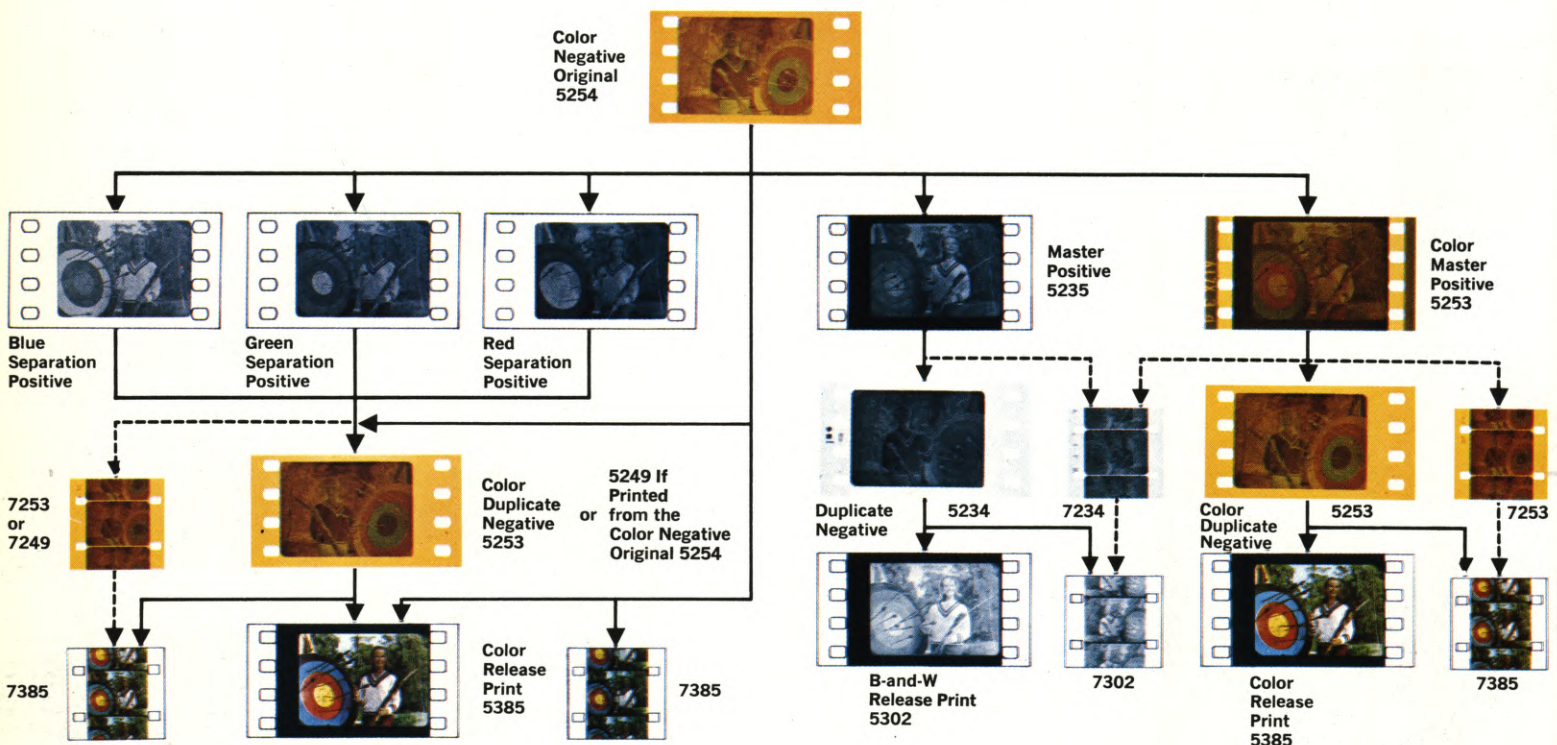 Color
Negative
Original
5254
Blue
Separation
Positive
Green
Separation
Positive
Red
Separation
Positive
Master
Positive
5235
Color
Master
Positive
5253
7253
or
7249
Color
Duplicate
Negative
5253
or
5249 If
Printed
from the
Color Negative
Original 5254
Duplicate
Negative
5234
7234
Color
Duplicate
Negative
5253
7253
7385
Color
Release
Print
5385
7385
B-and-W
Release Print
5302
7302
Color
Release
Print
5385
7385